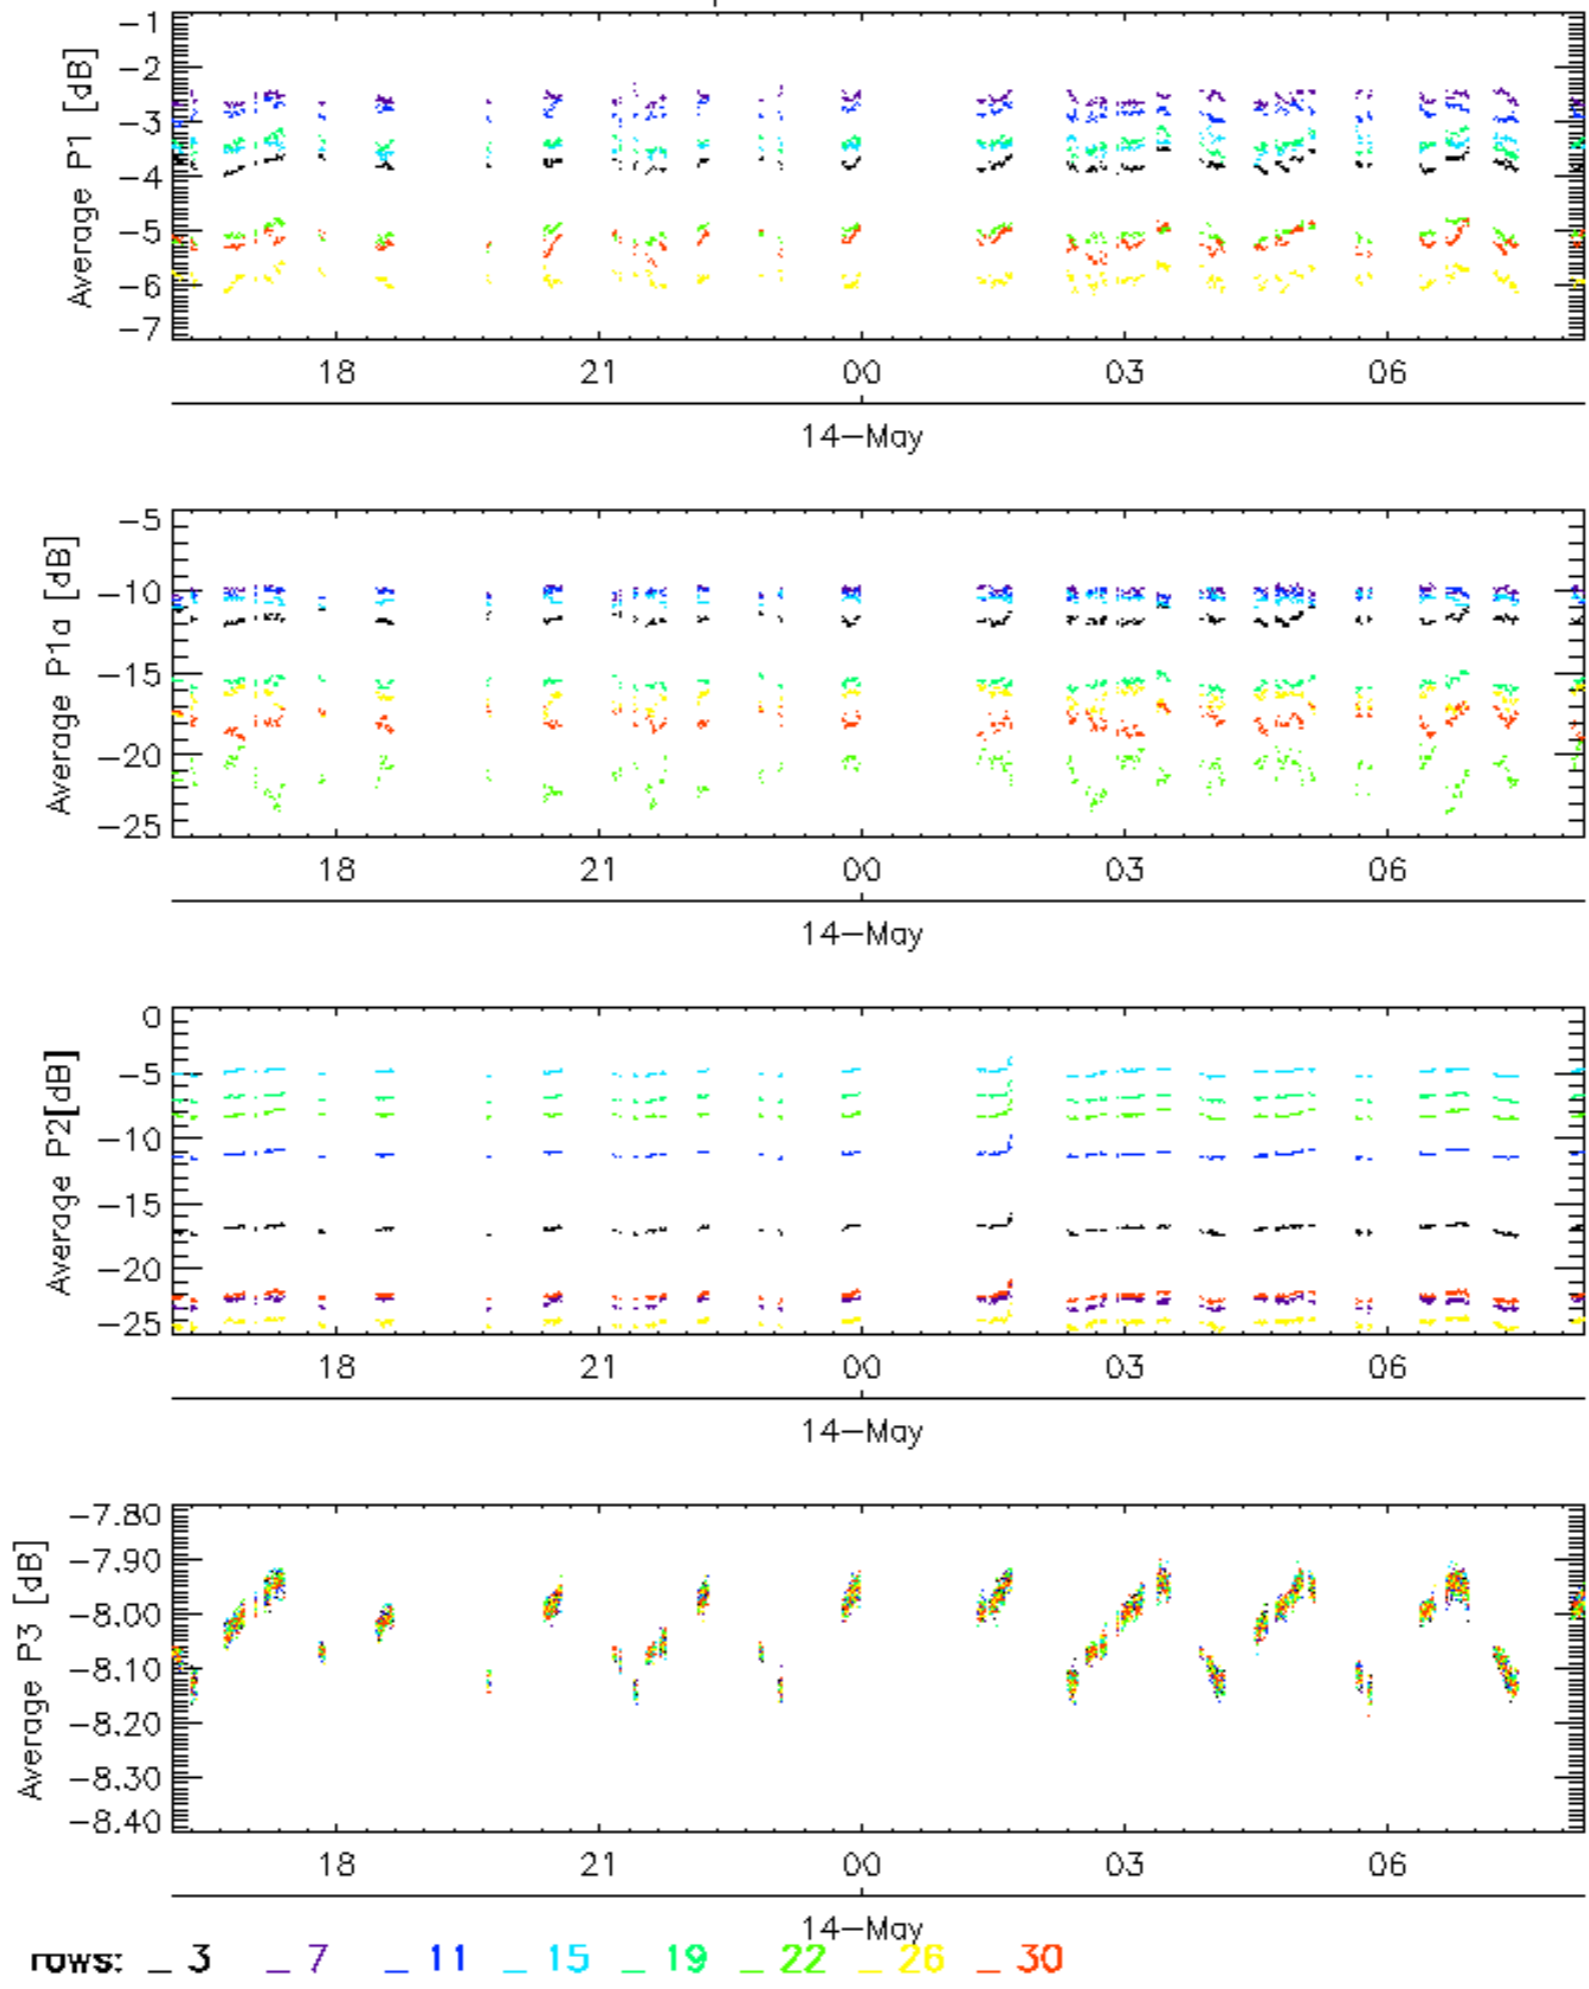 Average P1 [dB]
-1
-2
-3
-4
-5
-6
-7
18 21 00 03 06
14-May
Average P1a [dB]
-5
-10
-15
-20
-25
18 21 00 03 06
14-May
Average P2[dB]
0
-5
-10
-15
-20
-25
18 21 00 03 06
14-May
Average P3 [dB]
-7.80
-7.90
-8.00
-8.10
-8.20
-8.30
-8.40
18 21 00 03 06
14-May
rows: _ 3 _ 7 _ 11 _ 15 _ 19 _ 22 _ 26 _ 30